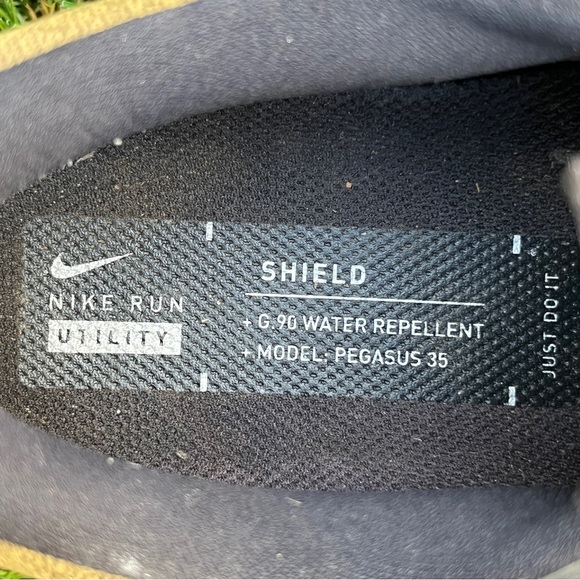 NIKE RUN
UTILITY
SHIELD
+ G.90 WATER REPELLENT
+ MODEL: PEGASUS 35
JUST DO IT